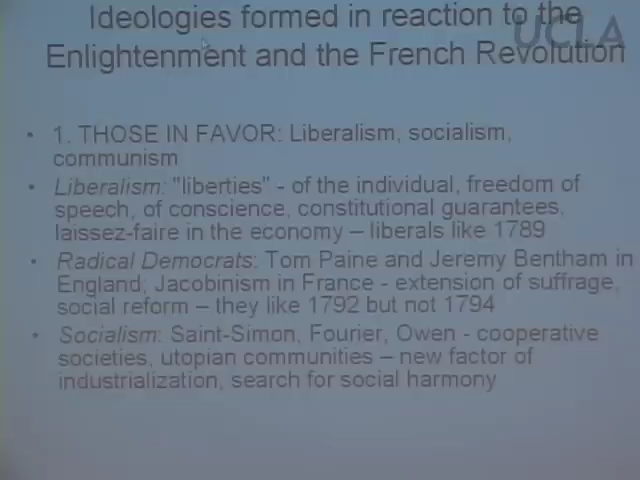 Ideologies formed in reaction to the
UCLA
Enlightenment and the French Revolution
• 1. THOSE IN FAVOR: Liberalism, socialism,
communism
• Liberalism: "liberties" - of the individual, freedom of
speech, of conscience, constitutional guarantees,
laissez-faire in the economy – liberals like 1789
• Radical Democrats: Tom Paine and Jeremy Bentham in
England; Jacobinism in France - extension of suffrage,
social reform – they like 1792 but not 1794
• Socialism: Saint-Simon, Fourier, Owen - cooperative
societies, utopian communities – new factor of
industrialization, search for social harmony